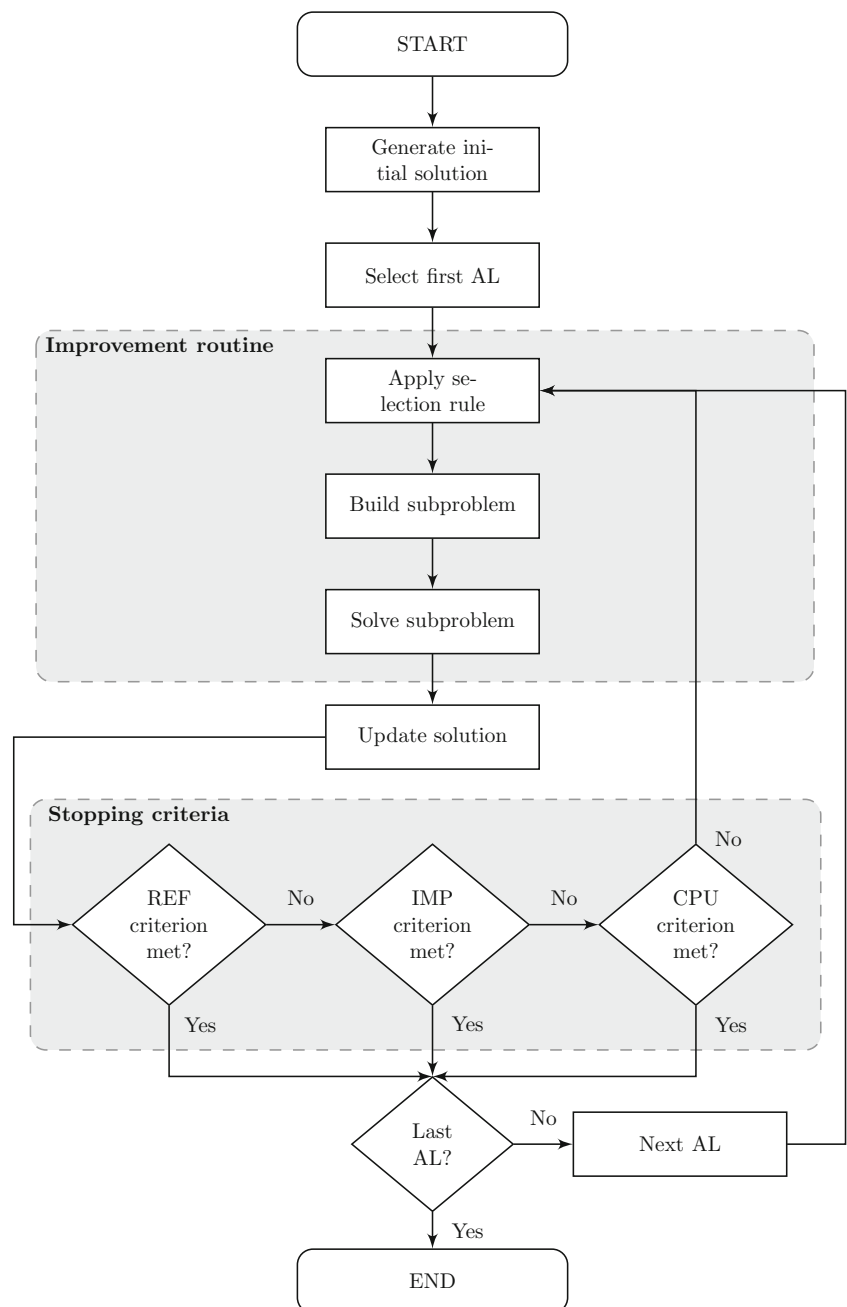 START
Generate ini-
tial solution
Select first AL
Improvement routine
Apply se-
lection rule
Build subproblem
Solve subproblem
Update solution
Stopping criteria
No
REF
criterion
met?
No
IMP
criterion
met?
No
CPU
criterion
met?
Yes
Yes
Yes
Last
AL?
No
Next AL
Yes
END